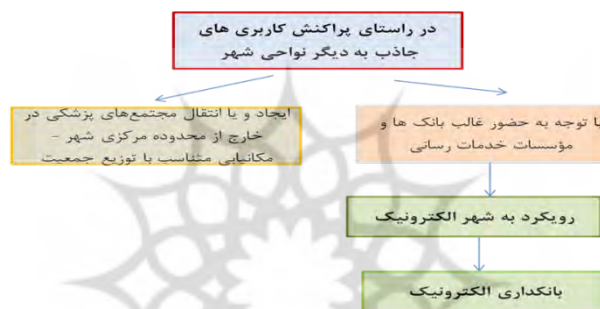 در راستای پراکنش کاربری های
جاذب به دیگر نواحی شهر
ایجاد و یا انتقال مجتمع‌های پزشکی در
خارج از محدوده مرکزی شهر –
مکانیابی متناسب با توزیع جمعیت
با توجه به حضور غالب بانک ها و
مؤسسات خدمات رسانی
رویکرد به شهر الکترونیک
بانکداری الکترونیک